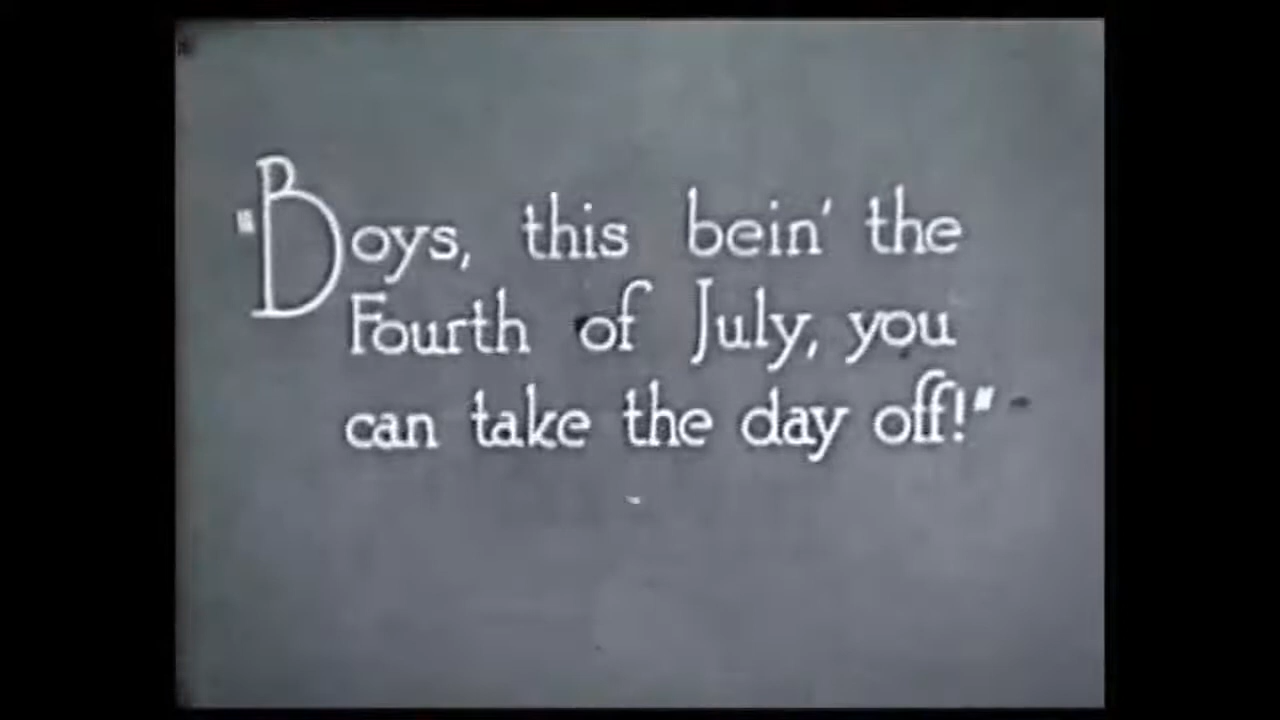 "Boys, this bein' the
Fourth of July, you
can take the day off!"